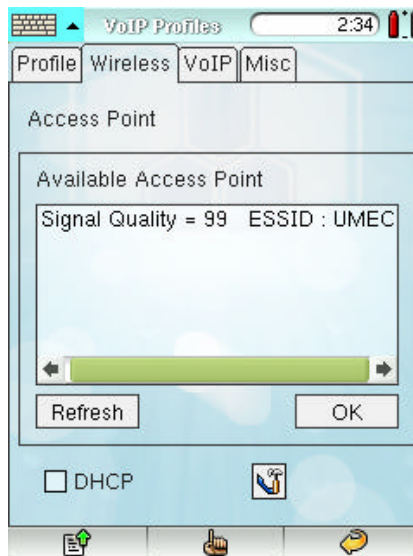 VoIP Profiles 2:34
Profile Wireless VoIP Misc
Access Point
Available Access Point
Signal Quality = 99 ESSID : UMEC
Refresh OK
DHCP